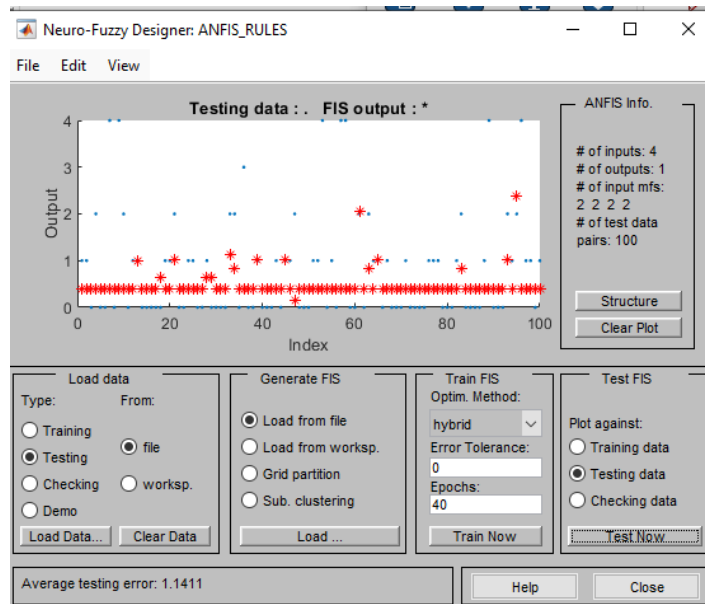 Neuro-Fuzzy Designer: ANFIS_RULES
File Edit View
Testing data : . FIS output : *
4
3
2
1
0
Output
0 20 40 60 80 100
Index
ANFIS Info.
# of inputs: 4
# of outputs: 1
# of input mfs:
2 2 2 2
# of test data
pairs: 100
Structure
Clear Plot
Load data
Type: From:
Training
Testing
Checking
Demo
file
worksp.
Load Data... Clear Data
Generate FIS
Load from file
Load from worksp.
Grid partition
Sub. clustering
Load ...
Train FIS
Optim. Method:
hybrid
Error Tolerance:
0
Epochs:
40
Train Now
Test FIS
Plot against:
Training data
Testing data
Checking data
Test Now
Average testing error: 1.1411
Help
Close